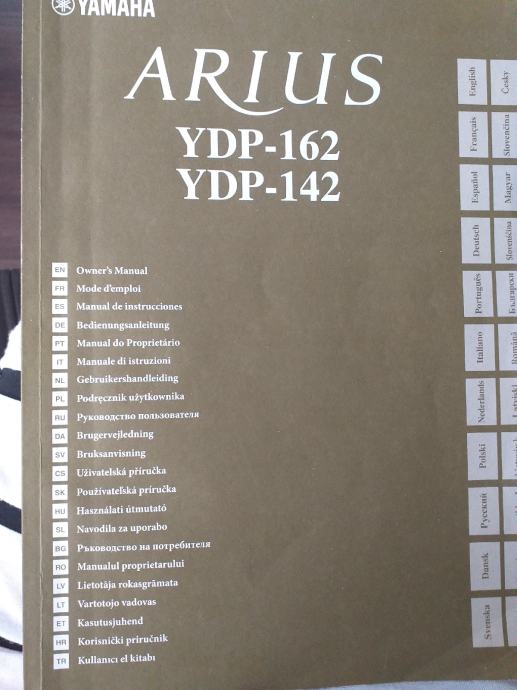 YAMAHA
ARIUS
YDP-162
YDP-142
EN Owner's Manual
FR Mode d'emploi
ES Manual de instrucciones
DE Bedienungsanleitung
PT Manual do Proprietário
IT Manuale di istruzioni
NL Gebruikershandleiding
PL Podręcznik użytkownika
RU Руководство пользователя
DA Brugervejledning
SV Bruksanvisning
CS Uživatelská příručka
SK Používateľská príručka
HU Használati útmutató
SL Navodila za uporabo
BG Ръководство на потребителя
RO Manualul proprietarului
LV Lietotāja rokasgrāmata
LT Vartotojo vadovas
ET Kasutusjuhend
HR Korisnički priručnik
TR Kullanıcı el kitabı
English
Français
Español
Deutsch
Português
Italiano
Nederlands
Polski
Русский
Dansk
Svenska
Česky
Slovenčina
Magyar
Slovenščina
Български
Română
Latviski